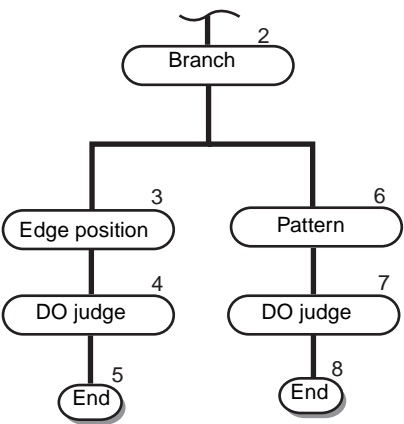 2
Branch
3
Edge position
4
DO judge
5
End
6
Pattern
7
DO judge
8
End